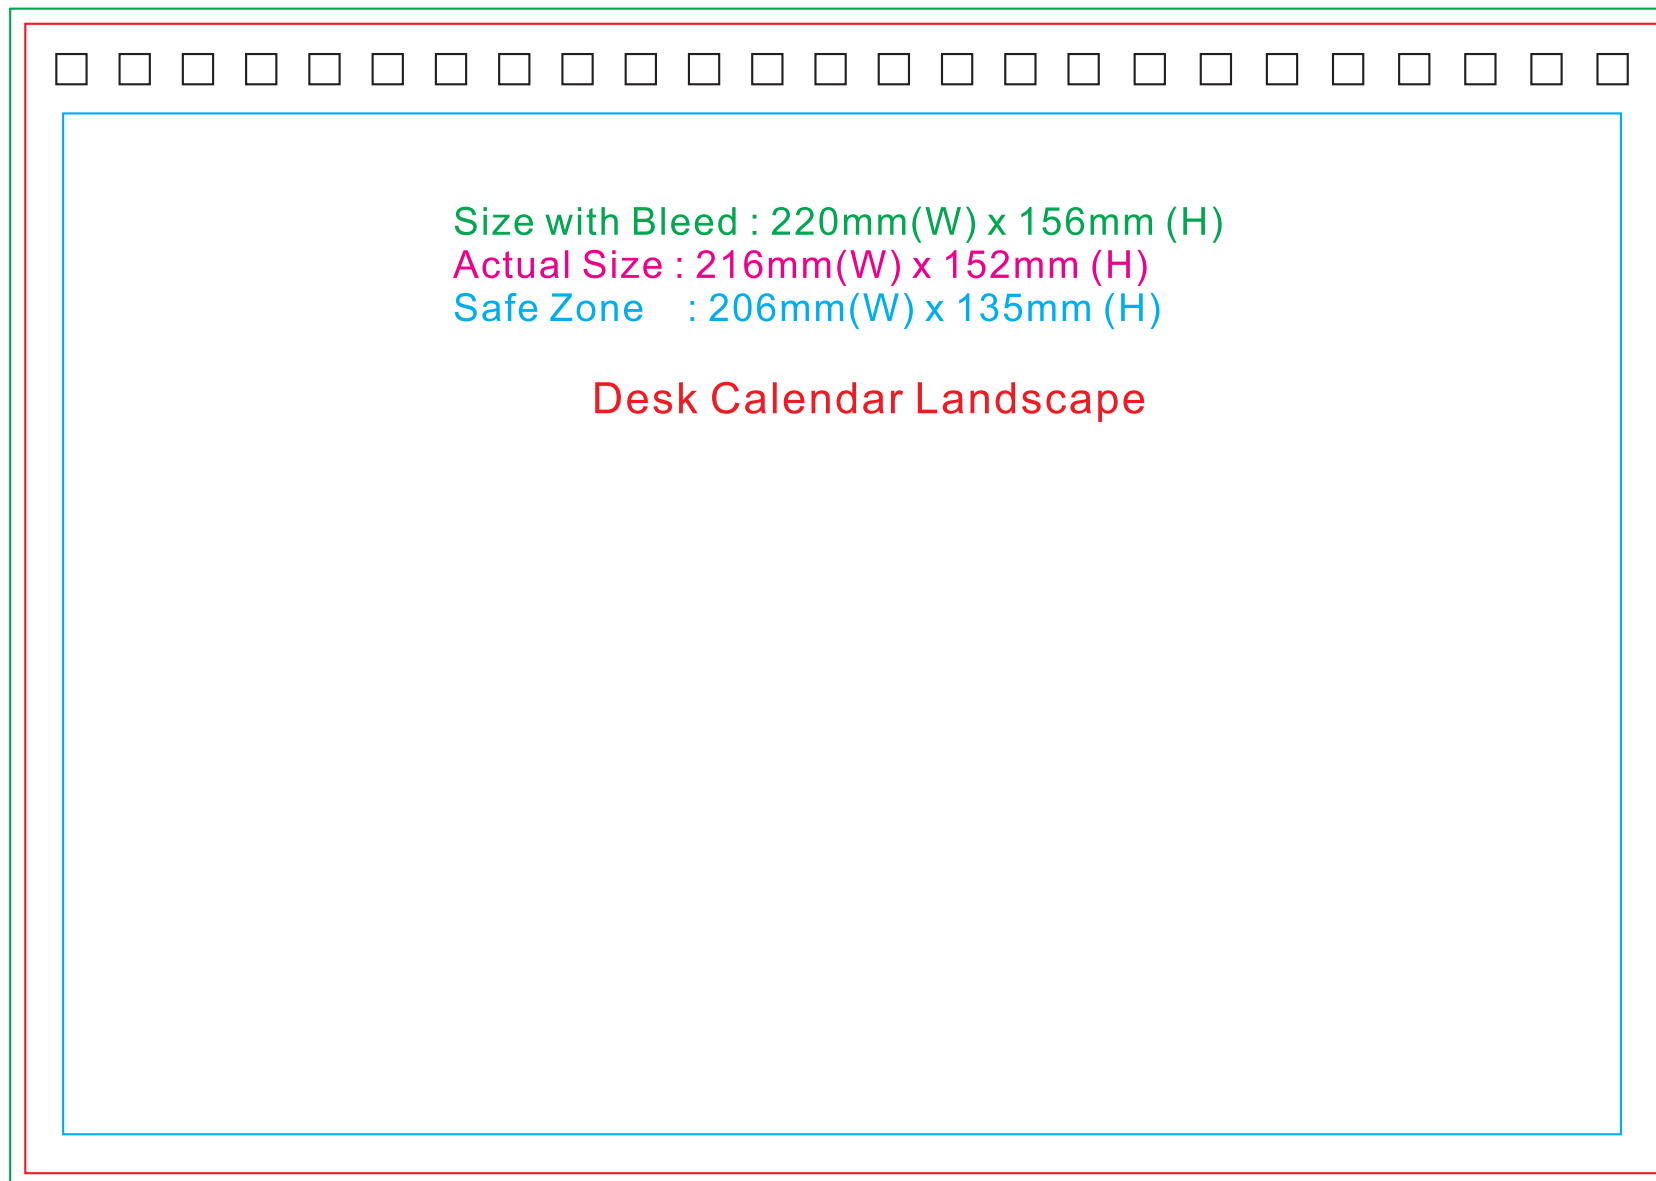 Size with Bleed : 220mm(W) x 156mm (H)
Actual Size : 216mm(W) x 152mm (H)
Safe Zone : 206mm(W) x 135mm (H)
Desk Calendar Landscape